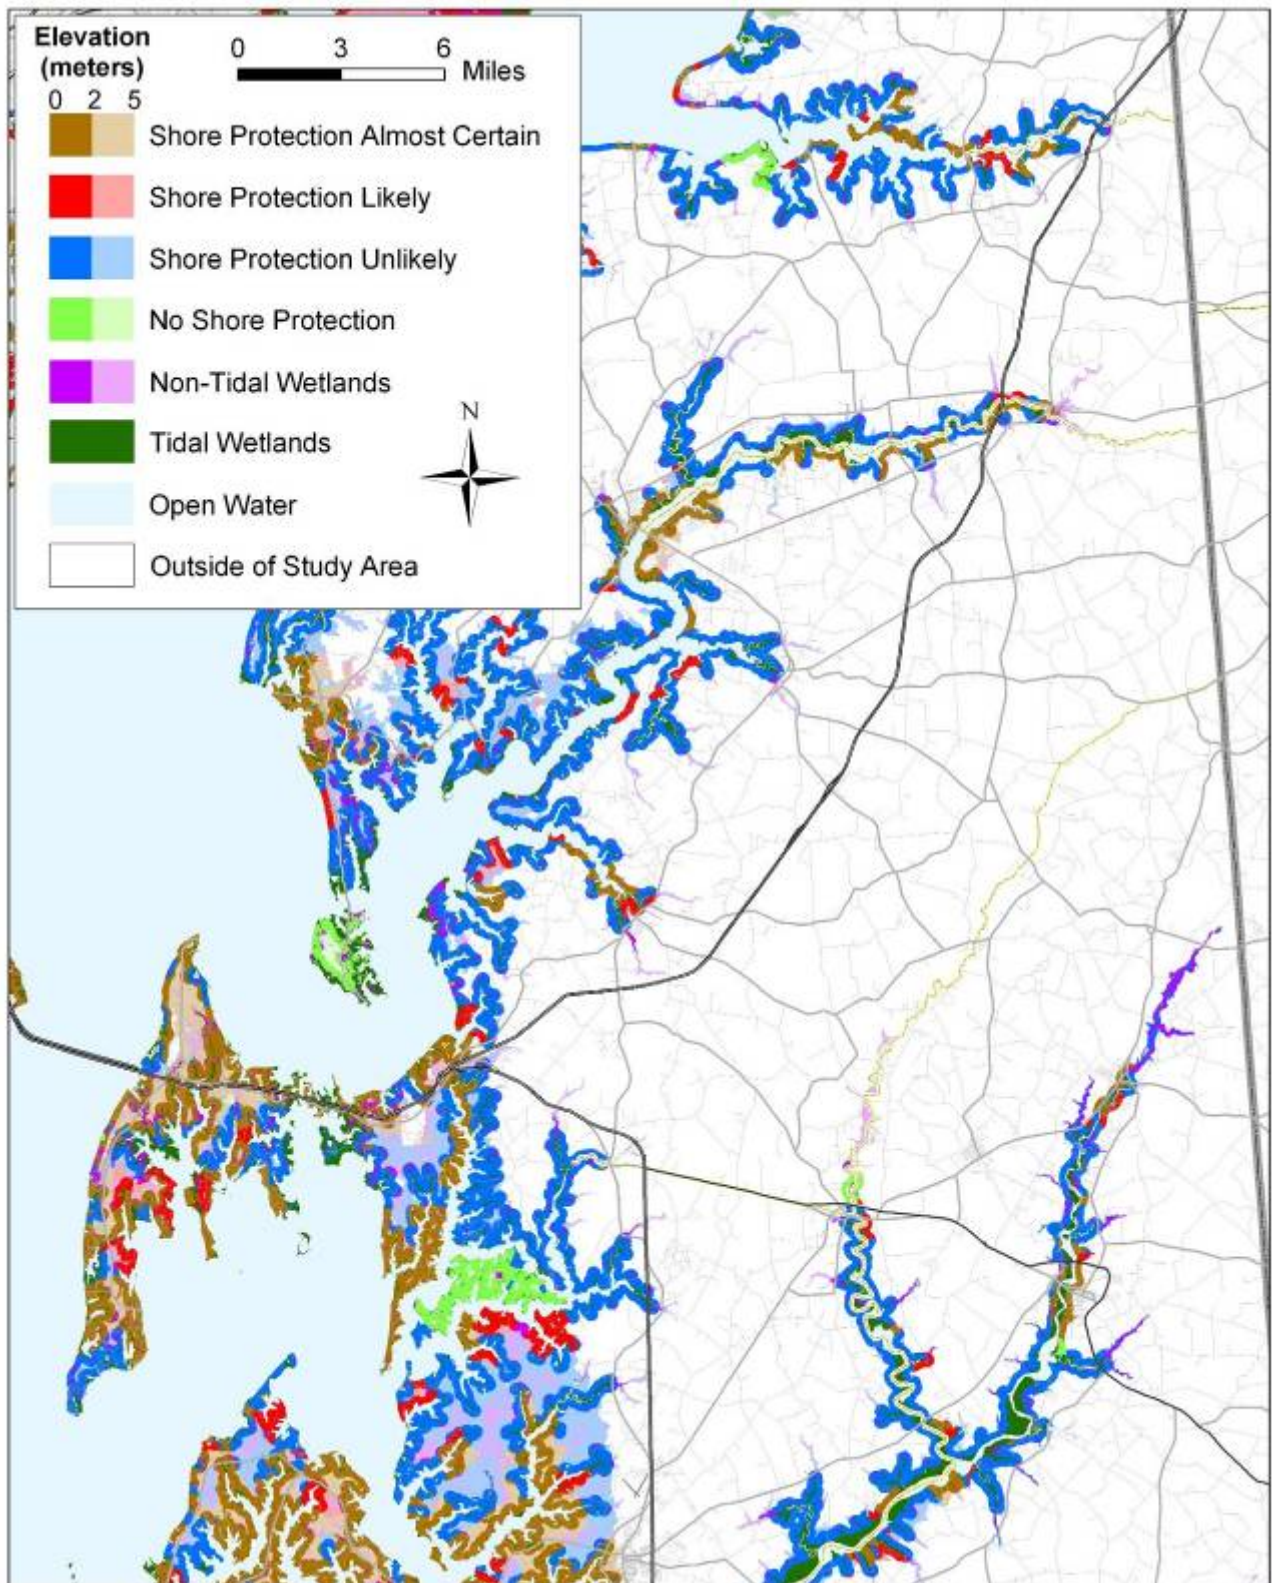 Elevation
(meters)
0 2 5
0 3 6
Miles
Shore Protection Almost Certain
Shore Protection Likely
Shore Protection Unlikely
No Shore Protection
Non-Tidal Wetlands
Tidal Wetlands
Open Water
Outside of Study Area
N